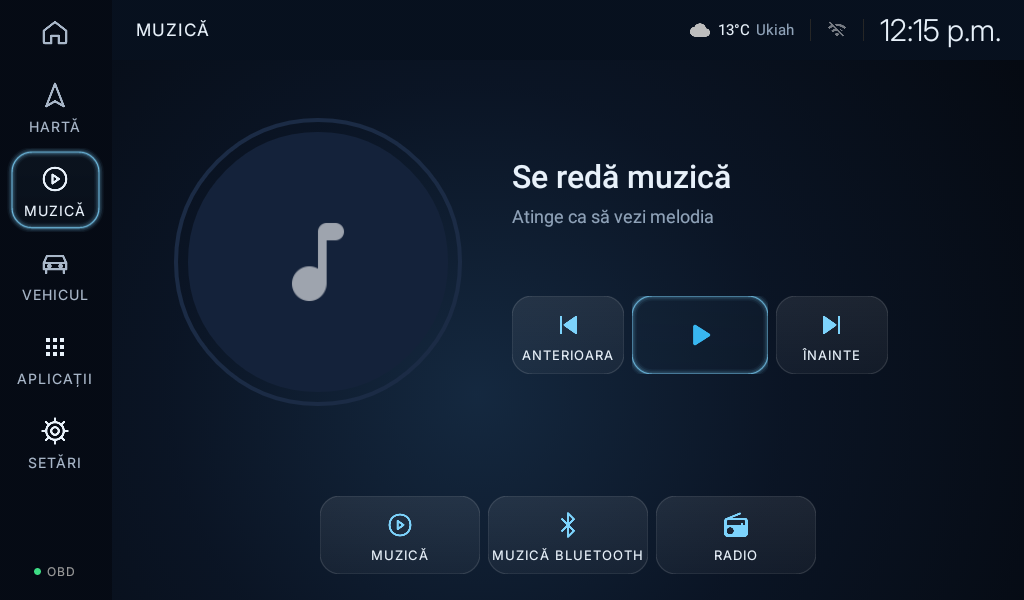 MUZICĂ
13°C Ukiah
12:15 p.m.
HARTĂ
MUZICĂ
VEHICUL
APLICAȚII
SETĂRI
OBD
Se redă muzică
Atinge ca să vezi melodia
ANTERIOARA
ÎNAINTE
MUZICĂ
MUZICĂ BLUETOOTH
RADIO